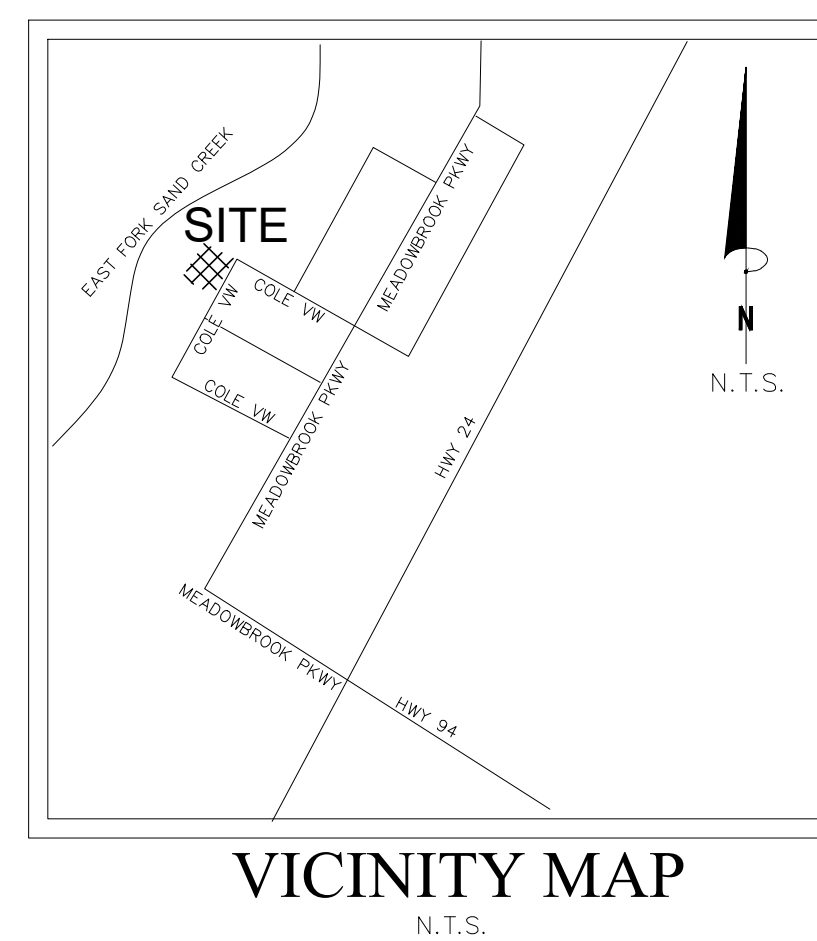 EAST FORK SAND CREEK
SITE
MEADOWBROOK PKWY
COLE VW
COLE VW
COLE VW
MEADOWBROOK PKWY
HWY 24
N
N.T.S.
MEADOWBROOK PKWY
HWY 94
VICINITY MAP
N.T.S.